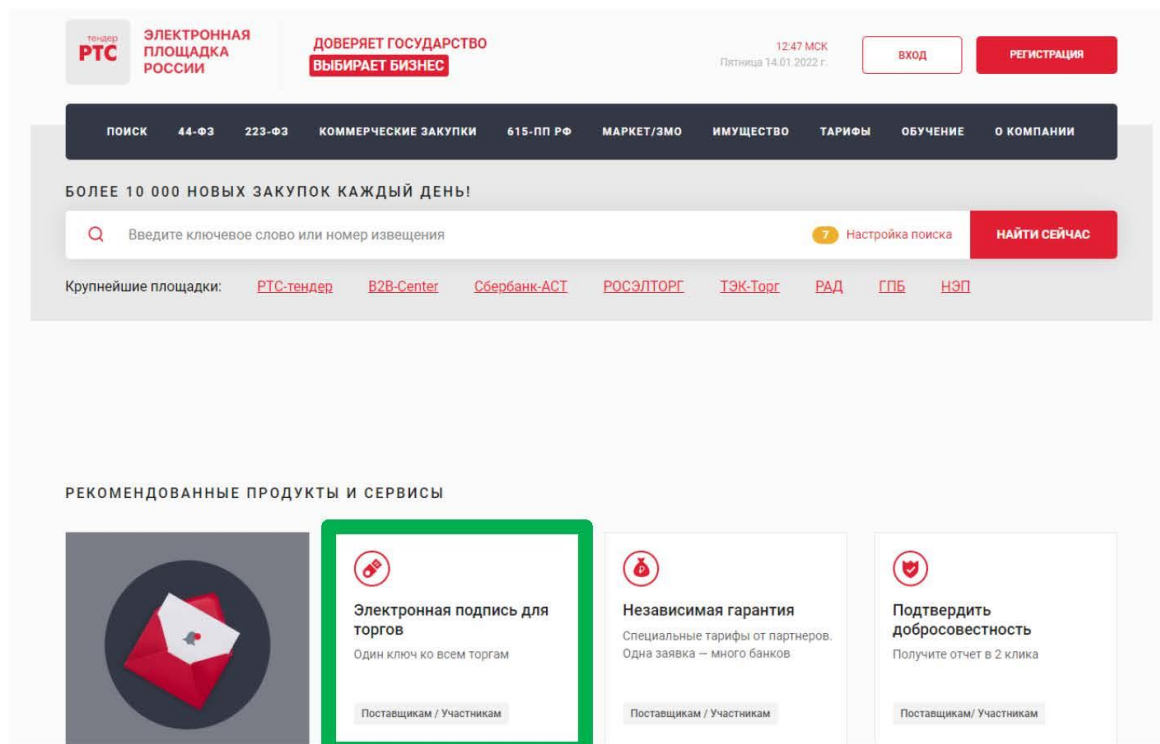 тендер
РТС
ЭЛЕКТРОННАЯ
ПЛОЩАДКА
РОССИИ
ДОВЕРЯЕТ ГОСУДАРСТВО
ВЫБИРАЕТ БИЗНЕС
12:47 МСК
Пятница 14.01.2022 г.
ВХОД
РЕГИСТРАЦИЯ
ПОИСК 44-ФЗ 223-ФЗ КОММЕРЧЕСКИЕ ЗАКУПКИ 615-ПП РФ МАРКЕТ/ЗМО ИМУЩЕСТВО ТАРИФЫ ОБУЧЕНИЕ О КОМПАНИИ
БОЛЕЕ 10 000 НОВЫХ ЗАКУПОК КАЖДЫЙ ДЕНЬ!
Введите ключевое слово или номер извещения 7 Настройка поиска НАЙТИ СЕЙЧАС
Крупнейшие площадки: РТС-тендер B2B-Center Сбербанк-АСТ РОСЭЛТОРГ ТЭК-Торг РАД ГПБ НЭП
РЕКОМЕНДОВАННЫЕ ПРОДУКТЫ И СЕРВИСЫ
Электронная подпись для
торгов
Один ключ ко всем торгам
Поставщикам / Участникам
Независимая гарантия
Специальные тарифы от партнеров.
Одна заявка — много банков
Поставщикам / Участникам
Подтвердить
добросовестность
Получите отчет в 2 клика
Поставщикам/ Участникам